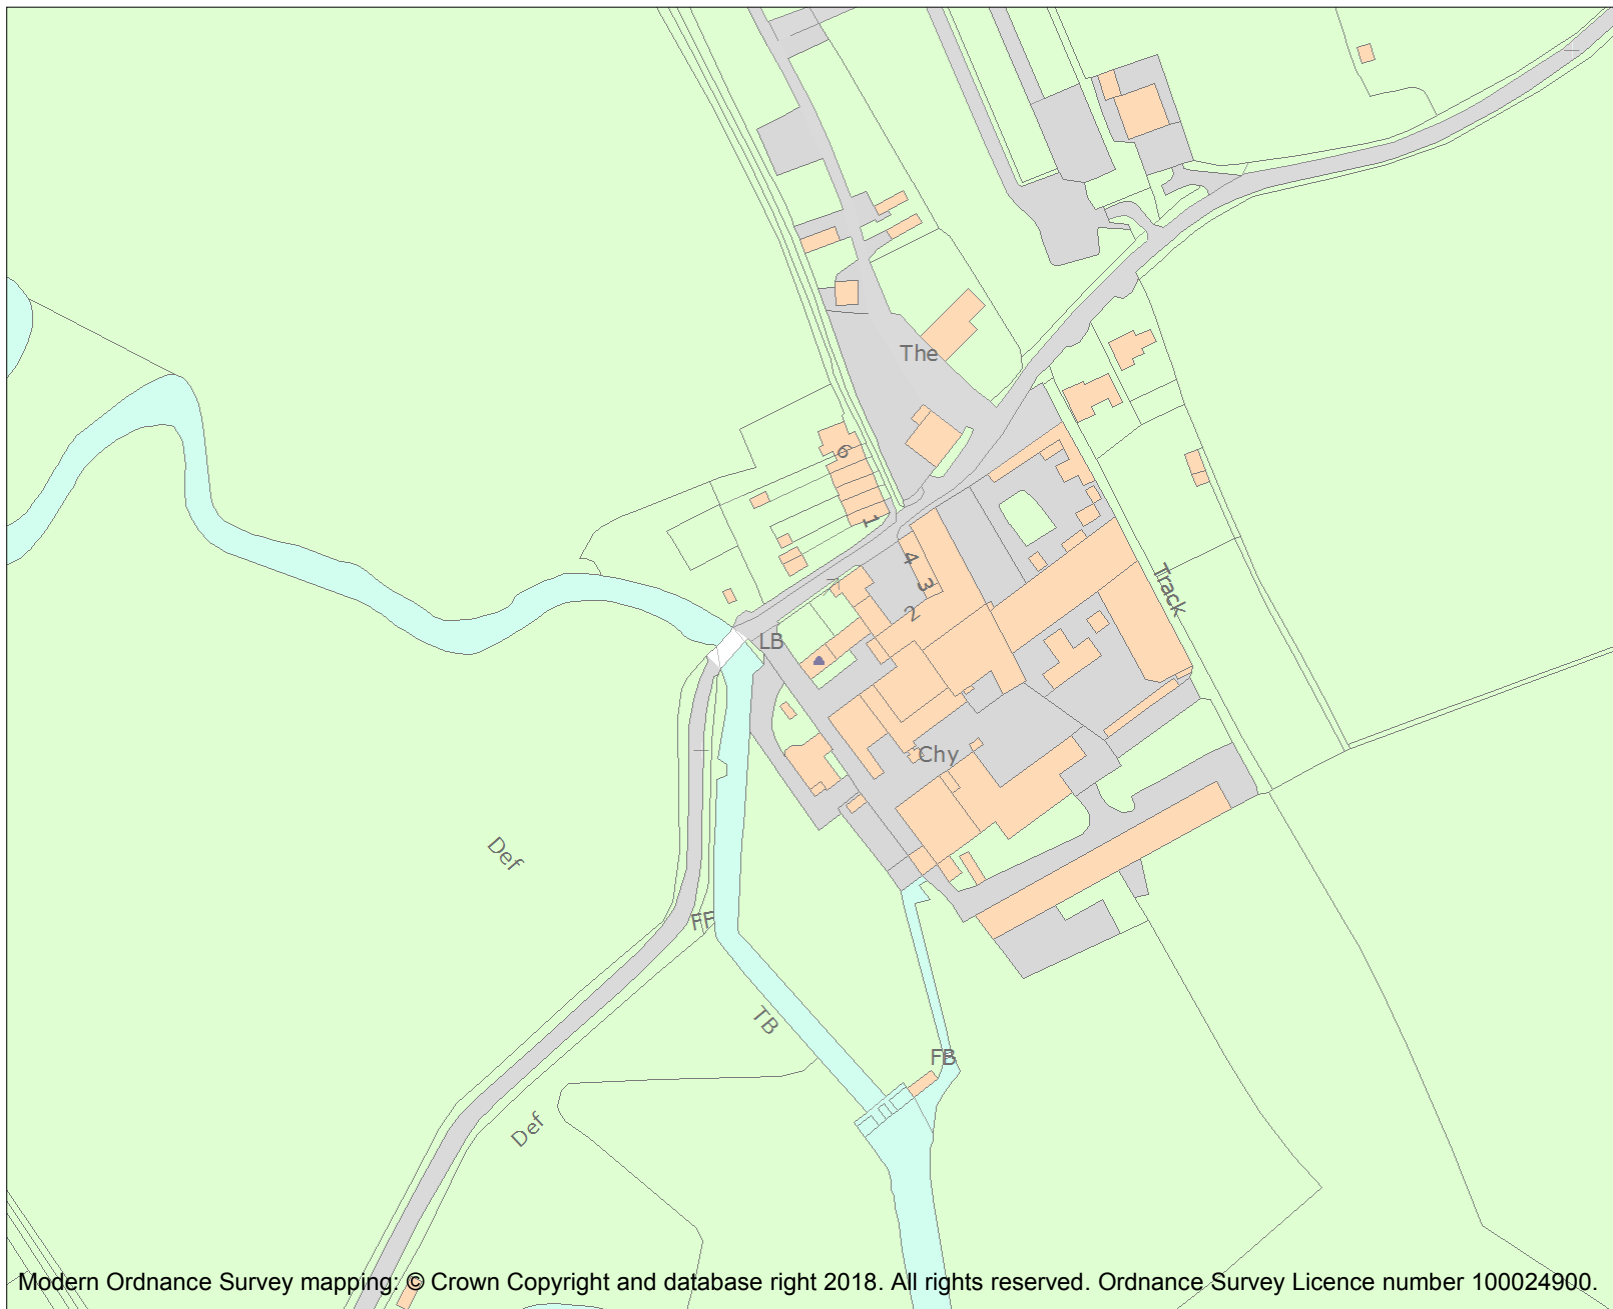 The
6
1
4
3
2
7
Track
LB
Chy
Def
FF
TB
FB
Def
Modern Ordnance Survey mapping: © Crown Copyright and database right 2018. All rights reserved. Ordnance Survey Licence number 100024900.